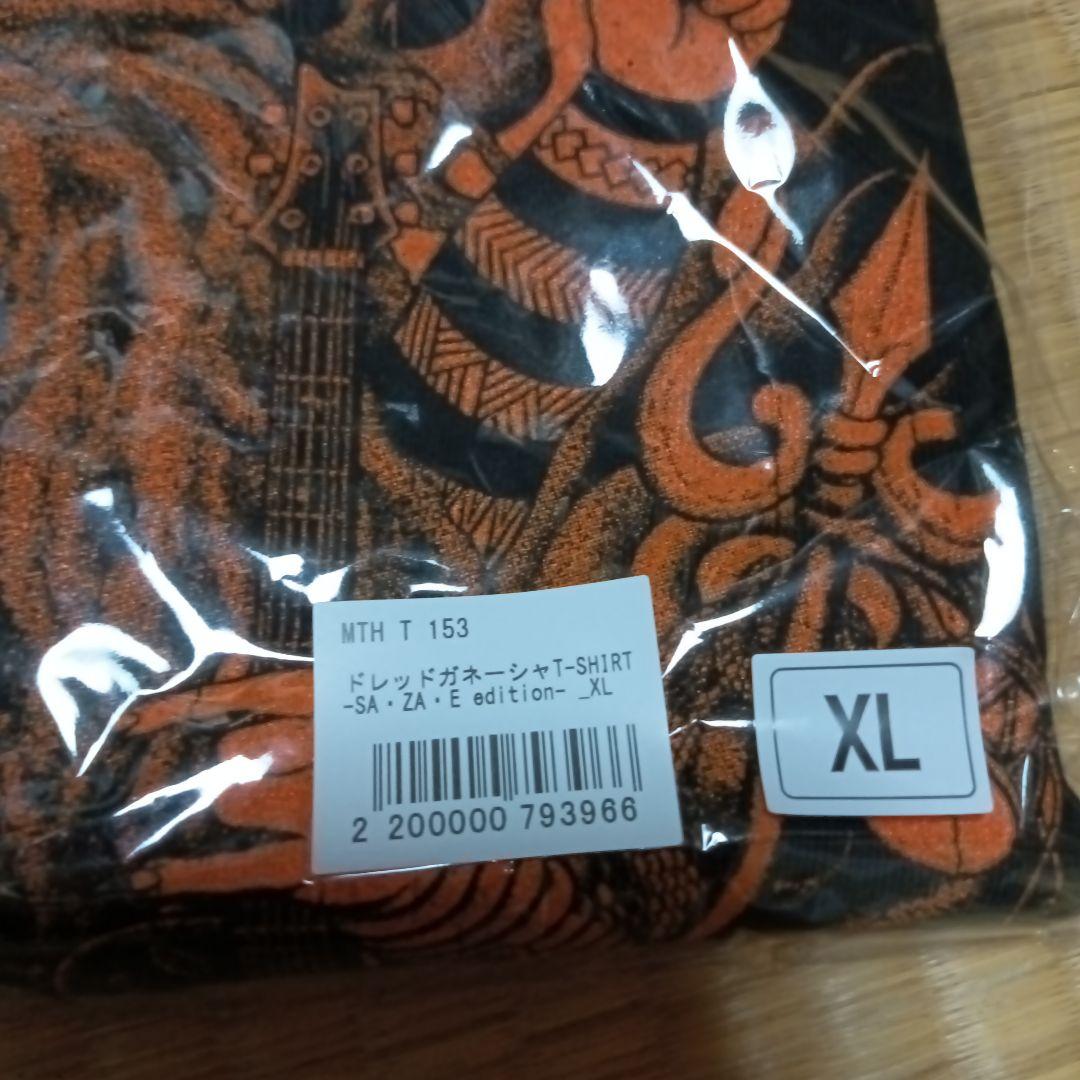 MTH T 153
ドレッドガネーシャT-SHIRT
-SA・ZA・E edition- _XL
2 200000 793966
XL